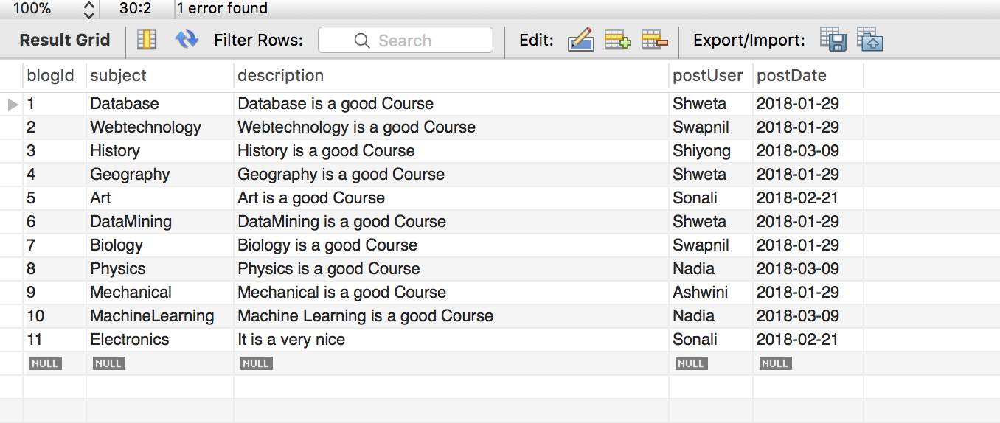 100% 30:2 1 error found
Result Grid Filter Rows: Search Edit: Export/Import:
blogId subject description postUser postDate
1 Database Database is a good Course Shweta 2018-01-29
2 Webtechnology Webtechnology is a good Course Swapnil 2018-01-29
3 History History is a good Course Shiyong 2018-03-09
4 Geography Geography is a good Course Shweta 2018-01-29
5 Art Art is a good Course Sonali 2018-02-21
6 DataMining DataMining is a good Course Shweta 2018-01-29
7 Biology Biology is a good Course Swapnil 2018-01-29
8 Physics Physics is a good Course Nadia 2018-03-09
9 Mechanical Mechanical is a good Course Ashwini 2018-01-29
10 MachineLearning Machine Learning is a good Course Nadia 2018-03-09
11 Electronics It is a very nice Sonali 2018-02-21
NULL NULL NULL NULL NULL